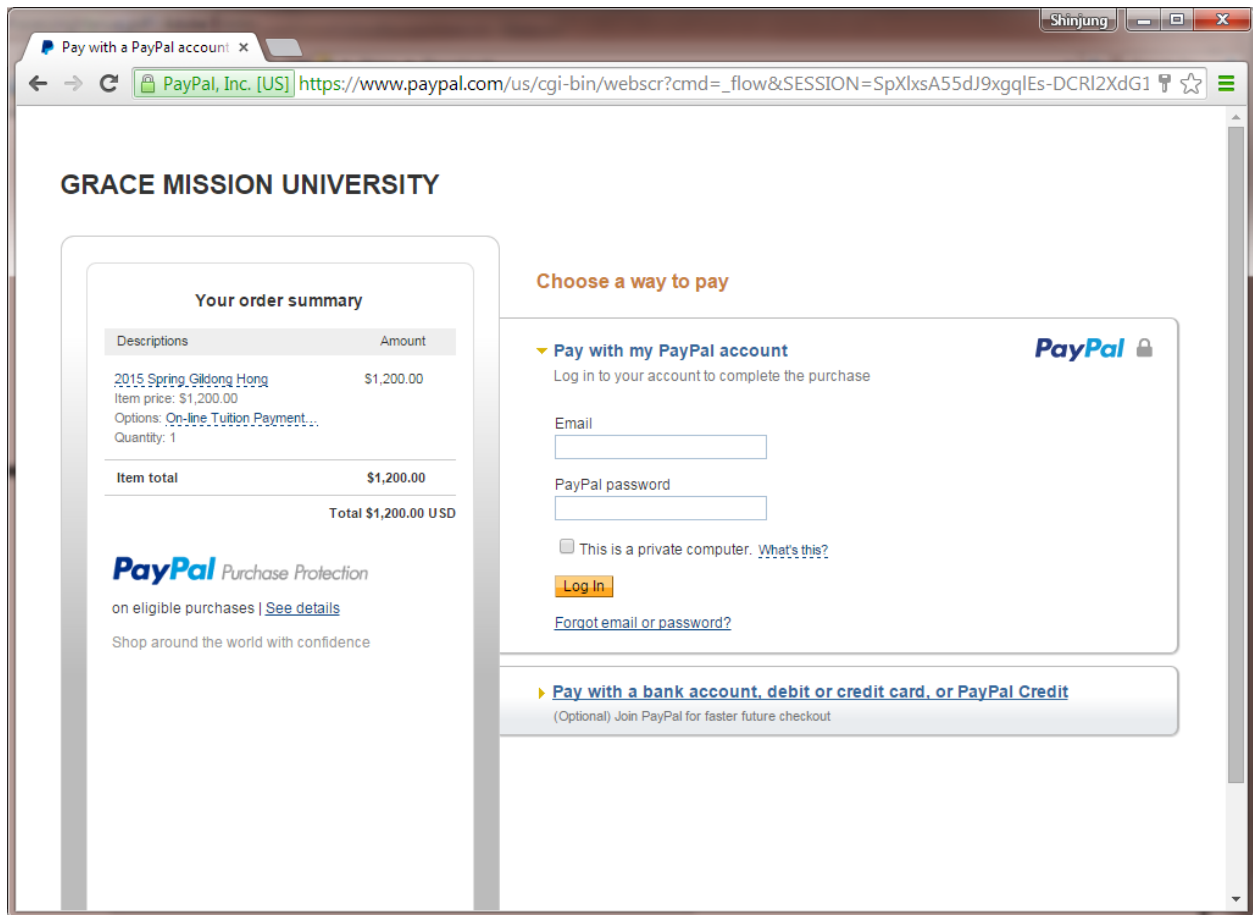 Shinjung
Pay with a PayPal account
PayPal, Inc. [US] https://www.paypal.com/us/cgi-bin/webscr?cmd=_flow&SESSION=SpXlxsA55dJ9xgqlEs-DCRl2XdG1
GRACE MISSION UNIVERSITY
Your order summary
Descriptions Amount
2015 Spring Gildong Hong $1,200.00
Item price: $1,200.00
Options: On-line Tuition Payment...
Quantity: 1
Item total $1,200.00
Total $1,200.00 USD
PayPal Purchase Protection
on eligible purchases | See details
Shop around the world with confidence
Choose a way to pay
Pay with my PayPal account PayPal
Log in to your account to complete the purchase
Email
PayPal password
This is a private computer. What's this?
Log In
Forgot email or password?
Pay with a bank account, debit or credit card, or PayPal Credit
(Optional) Join PayPal for faster future checkout